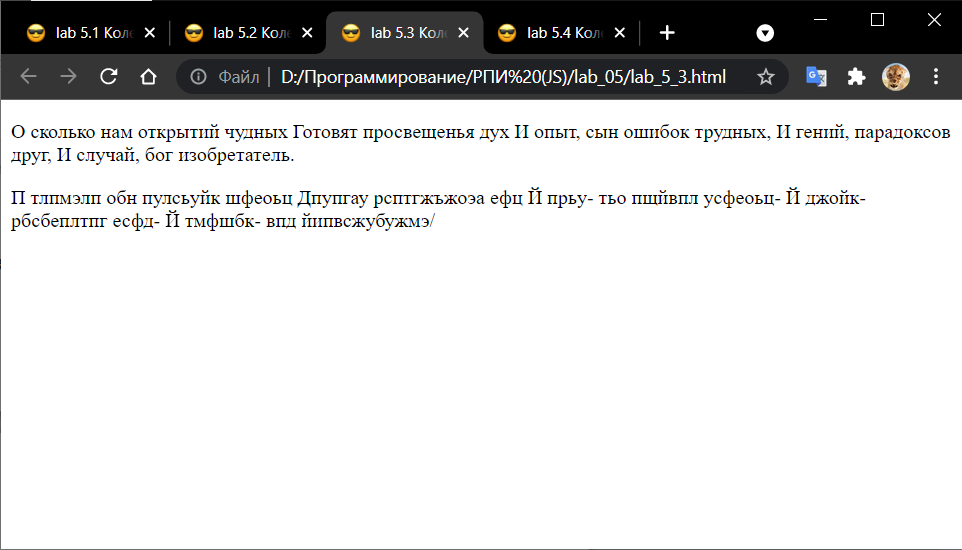 lab 5.1 Коле
lab 5.2 Коле
lab 5.3 Коле
lab 5.4 Коле
Файл
D:/Программирование/РПИ%20(JS)/lab_05/lab_5_3.html
О сколько нам открытий чудных Готовят просвещенья дух И опыт, сын ошибок трудных, И гений, парадоксов
друг, И случай, бог изобретатель.
П тлпмэлп обн пулсьуйк шфеоьц Дпупгау рсптгжъжоэа ефц Й прьу- тьо пщйвпл усфеоьц- Й джойк-
рбсбеплтпг есфд- Й тмфшбк- впд йипвсжубужмэ/